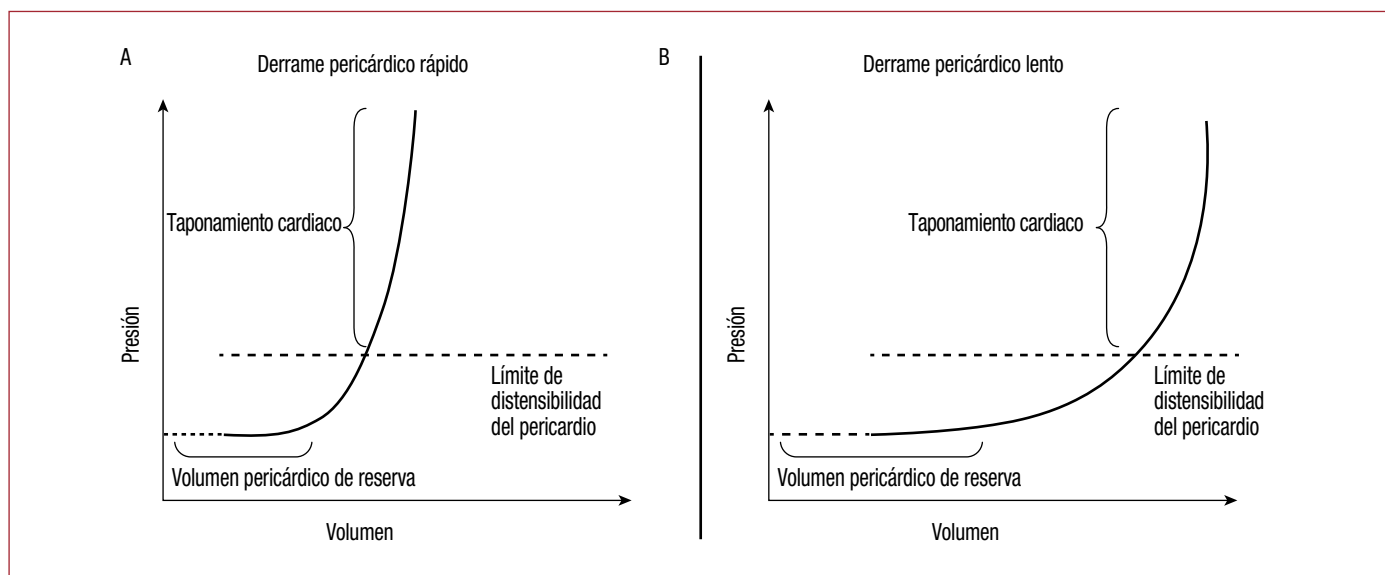 A
Derrame pericárdico rápido
Taponamiento cardiaco
Presión
Límite de
distensibilidad
del pericardio
Volumen pericárdico de reserva
Volumen
B
Derrame pericárdico lento
Taponamiento cardiaco
Presión
Límite de
distensibilidad
del pericardio
Volumen pericárdico de reserva
Volumen